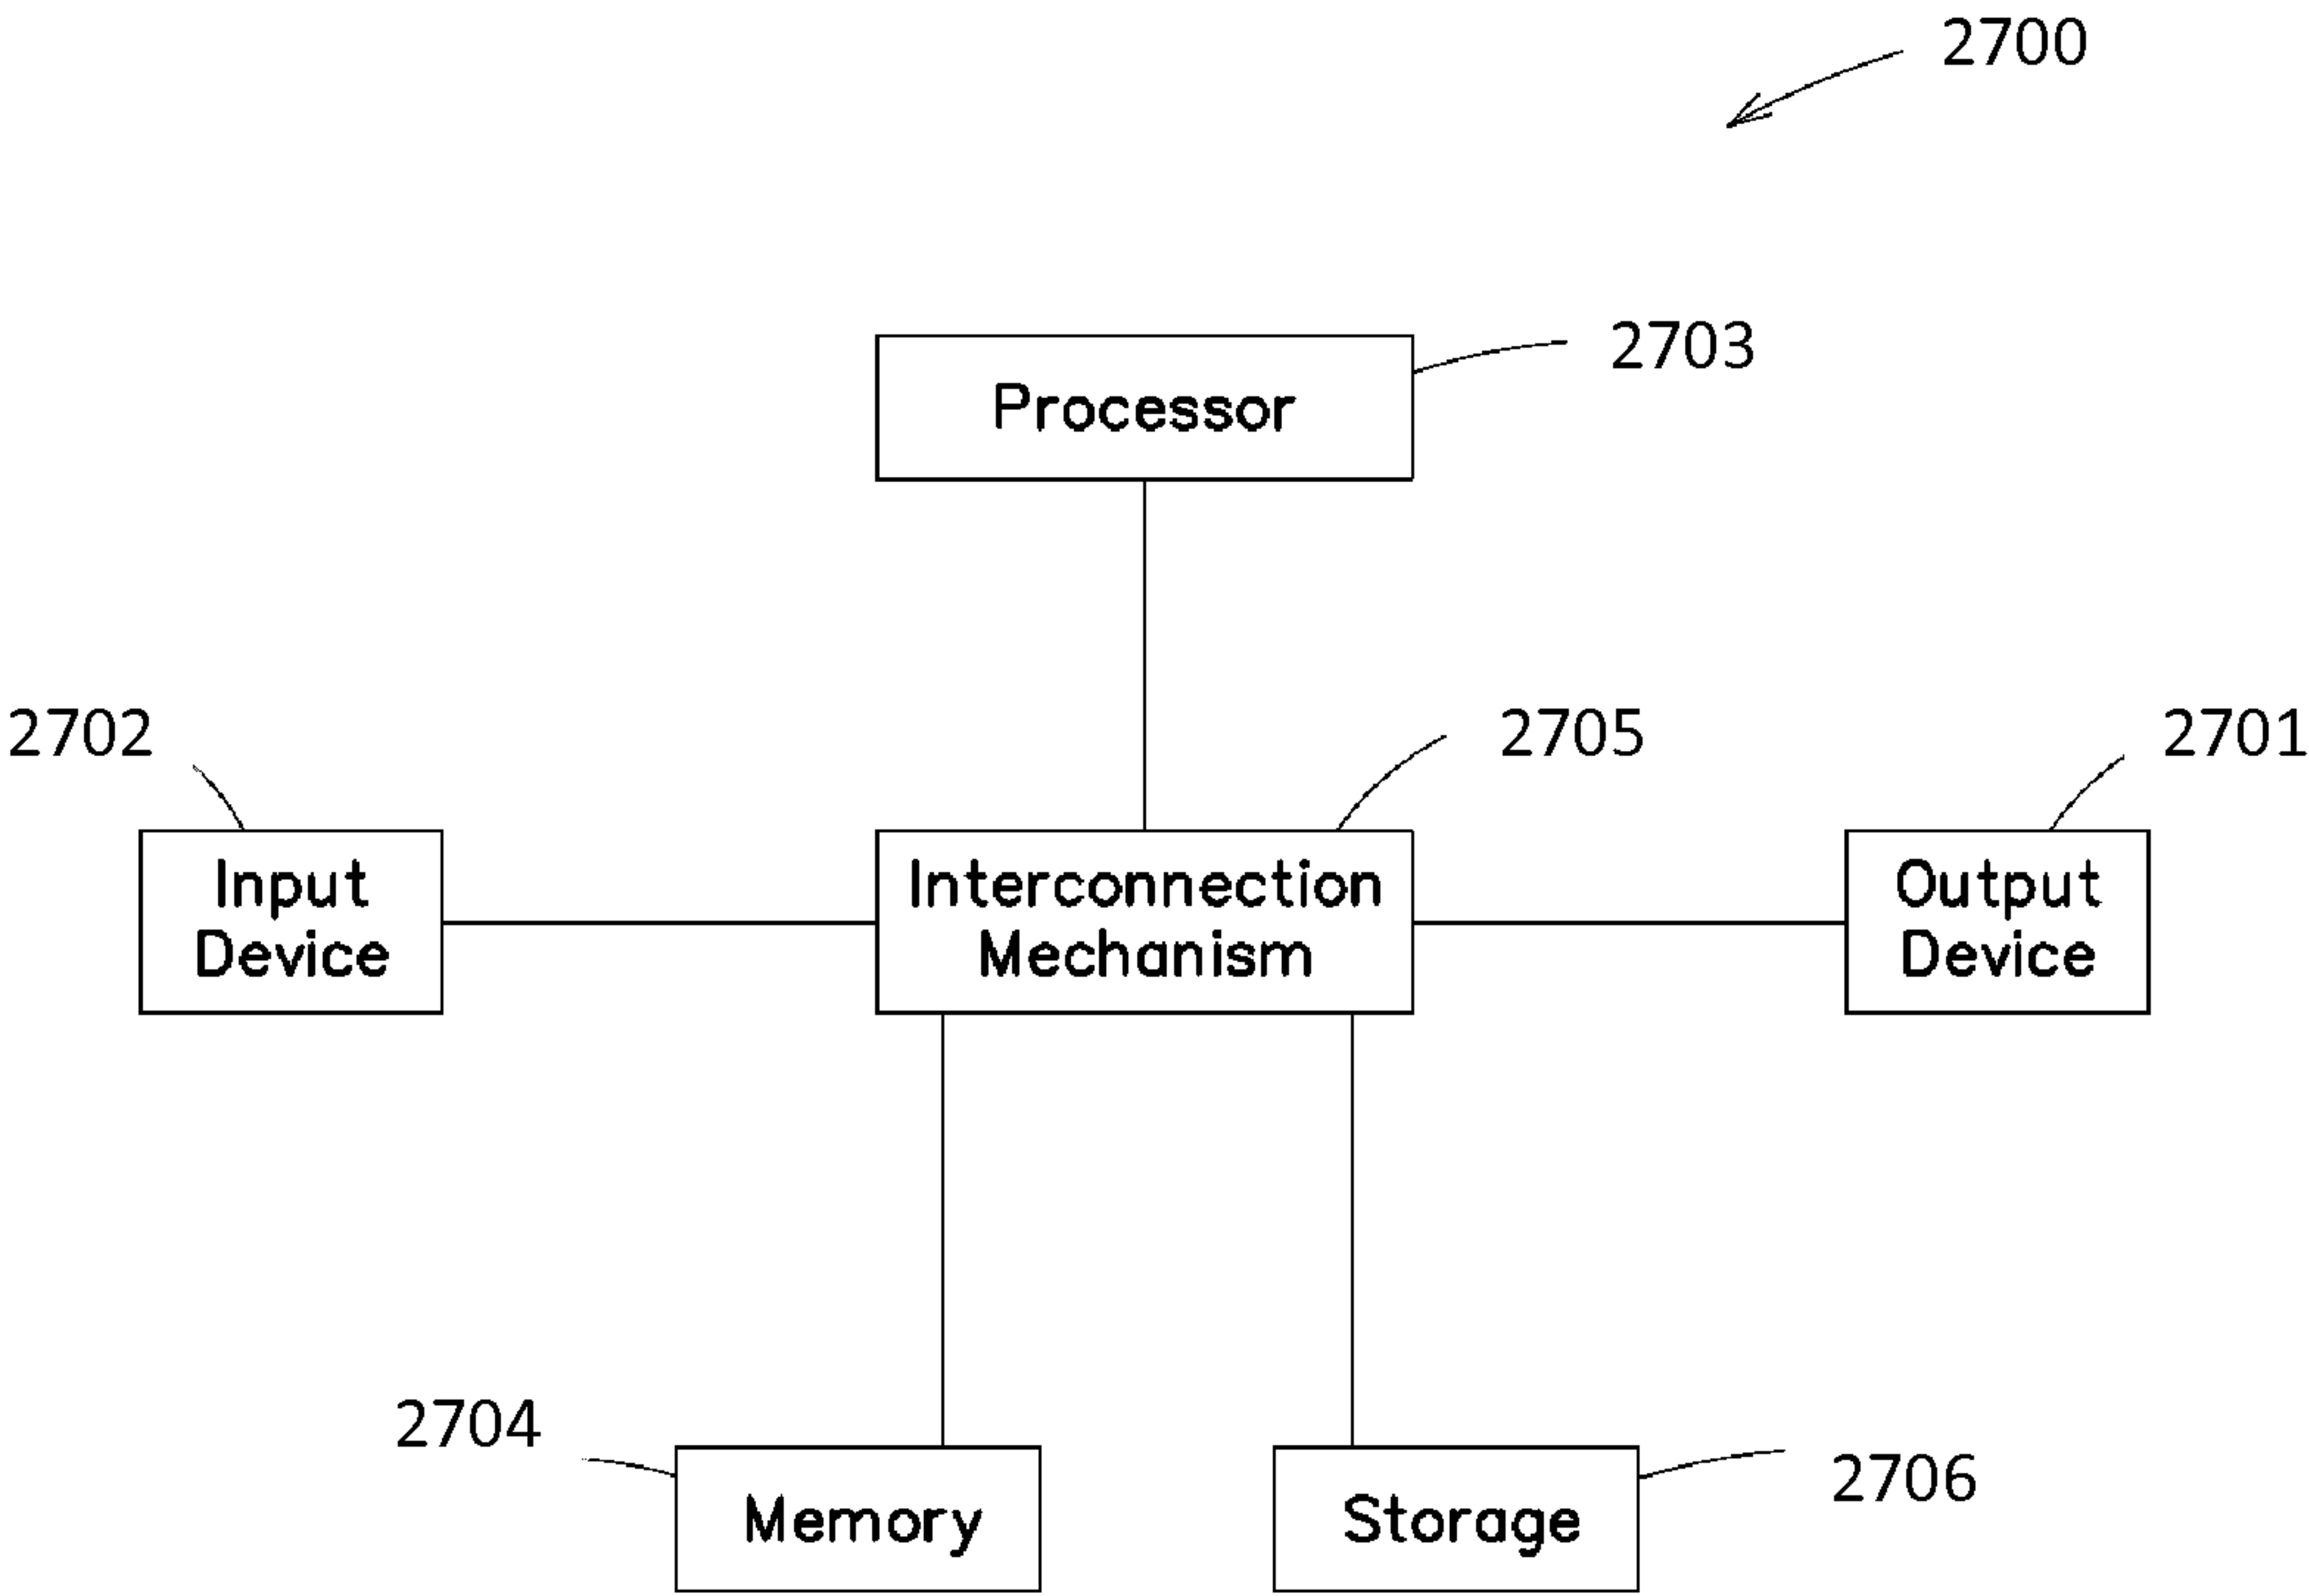 2700
2703
Processor
2702
2705
2701
Input
Device
Interconnection
Mechanism
Output
Device
2704
2706
Memory
Storage